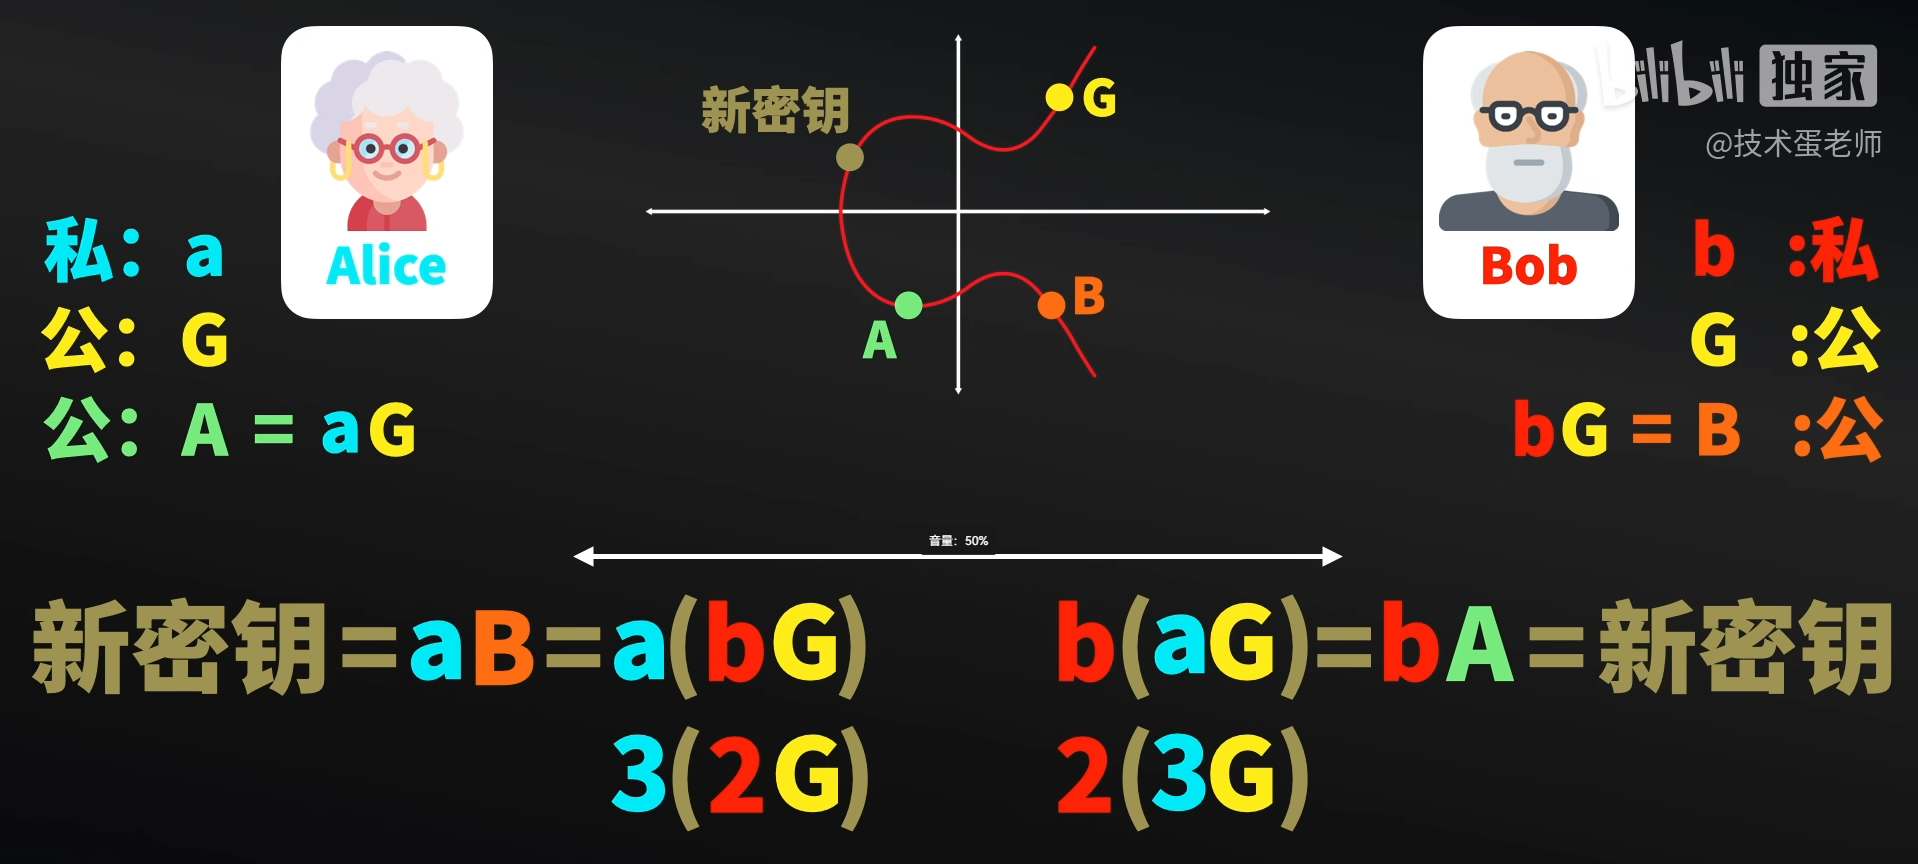 bilibili 独家
@技术蛋老师
新密钥
G
A
B
Alice
私：a
公：G
公：A = aG
Bob
b :私
G :公
bG = B :公
音量：50%
新密钥=aB=a(bG)
b(aG)=bA=新密钥
3(2G)
2(3G)